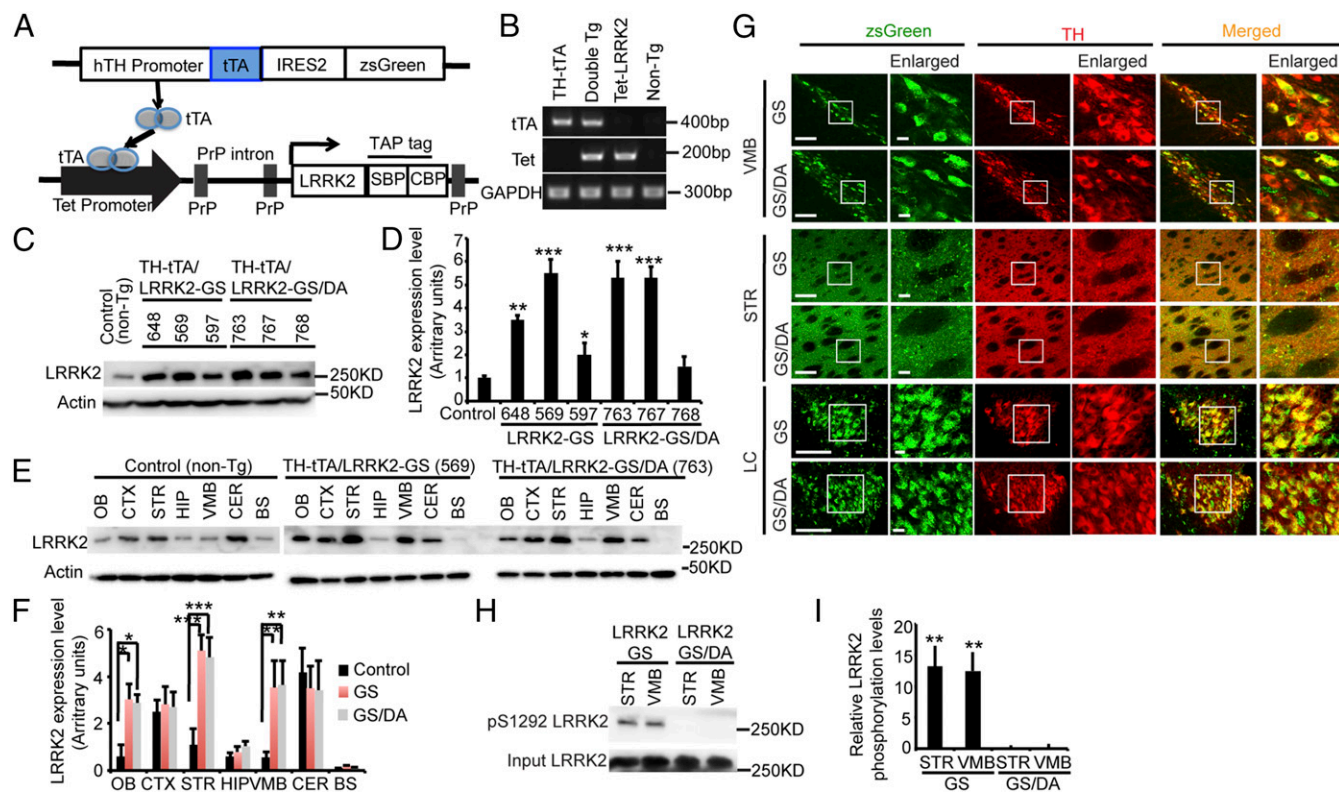 A
hTH Promoter tTA IRES2 zsGreen
tTA
tTA
PrP intron
TAP tag
LRRK2 SBP CBP
Tet Promoter PrP PrP PrP
B
TH-tTA Double Tg Tet-LRRK2 Non-Tg
tTA 400bp
Tet 200bp
GAPDH 300bp
C
Control (non-Tg)
TH-tTA/ LRRK2-GS
TH-tTA/ LRRK2-GS/DA
648 569 597 763 767 768
LRRK2 250KD
50KD
Actin
D
LRRK2 expression level
(Arritrary units)
7
6
5
4
3
2
1
0
** *** * *** ***
Control 648 569 597 763 767 768
LRRK2-GS LRRK2-GS/DA
E
Control (non-Tg) TH-tTA/LRRK2-GS (569) TH-tTA/LRRK2-GS/DA (763)
OB CTX STR HIP VMB CER BS OB CTX STR HIP VMB CER BS OB CTX STR HIP VMB CER BS
LRRK2 250KD
50KD
Actin
F
LRRK2 expression level
(Arritrary units)
6
4
2
0
* * *** *** ** **
Control
GS
GS/DA
OB CTX STR HIP VMB CER BS
G
zsGreen TH Merged
Enlarged Enlarged Enlarged
VMB
GS
GS/DA
STR
GS
GS/DA
LC
GS
GS/DA
H
LRRK2 GS
LRRK2 GS/DA
STR VMB STR VMB
pS1292 LRRK2 250KD
Input LRRK2 250KD
I
Relative LRRK2
phosphorylation levels
20
15
10
5
0
** **
STR VMB STR VMB
GS GS/DA